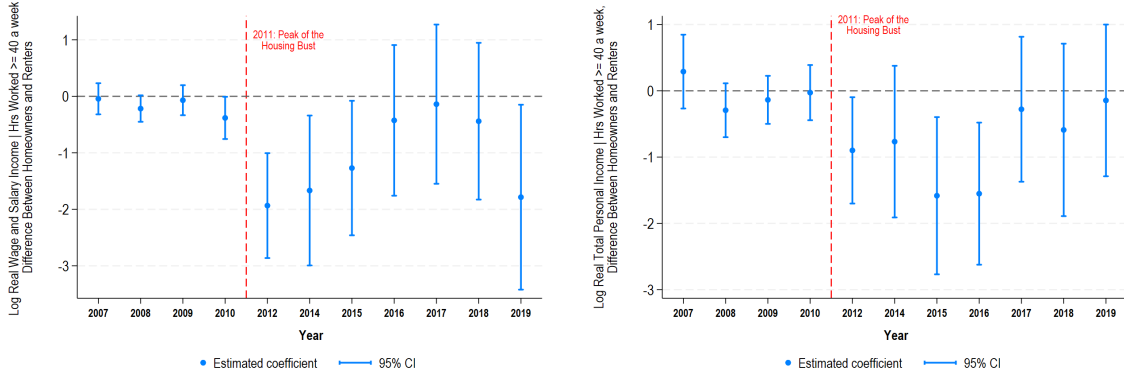 Log Real Wage and Salary Income | Hrs Worked >= 40 a week,
Difference Between Homeowners and Renters
1
0
-1
-2
-3
2011: Peak of the
Housing Bust
2007 2008 2009 2010 2012 2014 2015 2016 2017 2018 2019
Year
Estimated coefficient 95% CI
Log Real Total Personal Income | Hrs Worked >= 40 a week,
Difference Between Homeowners and Renters
1
0
-1
-2
-3
2011: Peak of the
Housing Bust
2007 2008 2009 2010 2012 2014 2015 2016 2017 2018 2019
Year
Estimated coefficient 95% CI